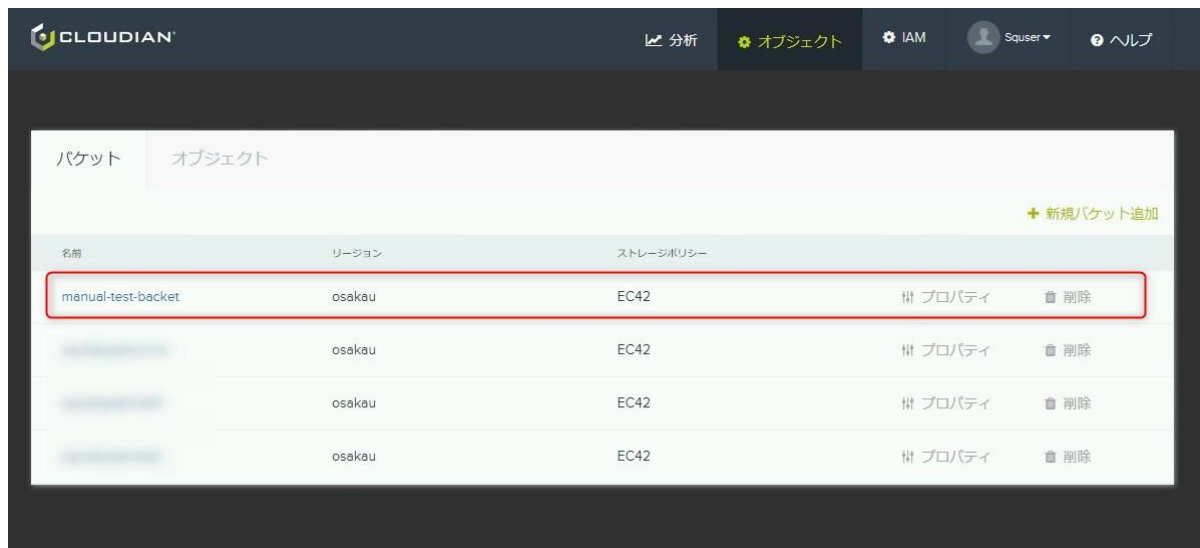 CLOUDIAN
分析 オブジェクト IAM Squser ヘルプ
バケット オブジェクト
+ 新規バケット追加
名前 リージョン ストレージポリシー
manual-test-backet osakau EC42 プロパティ 削除
osakau EC42 プロパティ 削除
osakau EC42 プロパティ 削除
osakau EC42 プロパティ 削除